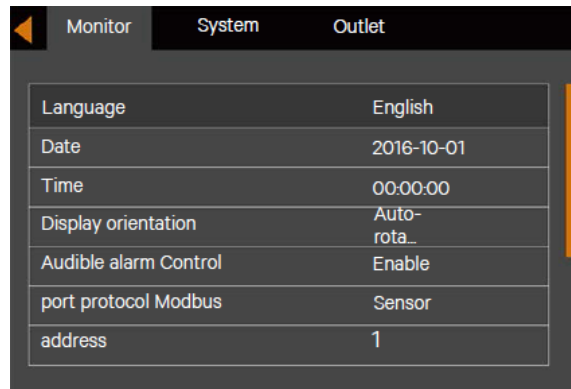 Monitor System Outlet
Language English
Date 2016-10-01
Time 00:00:00
Display orientation Auto-
rota...
Audible alarm Control Enable
port protocol Modbus Sensor
address 1